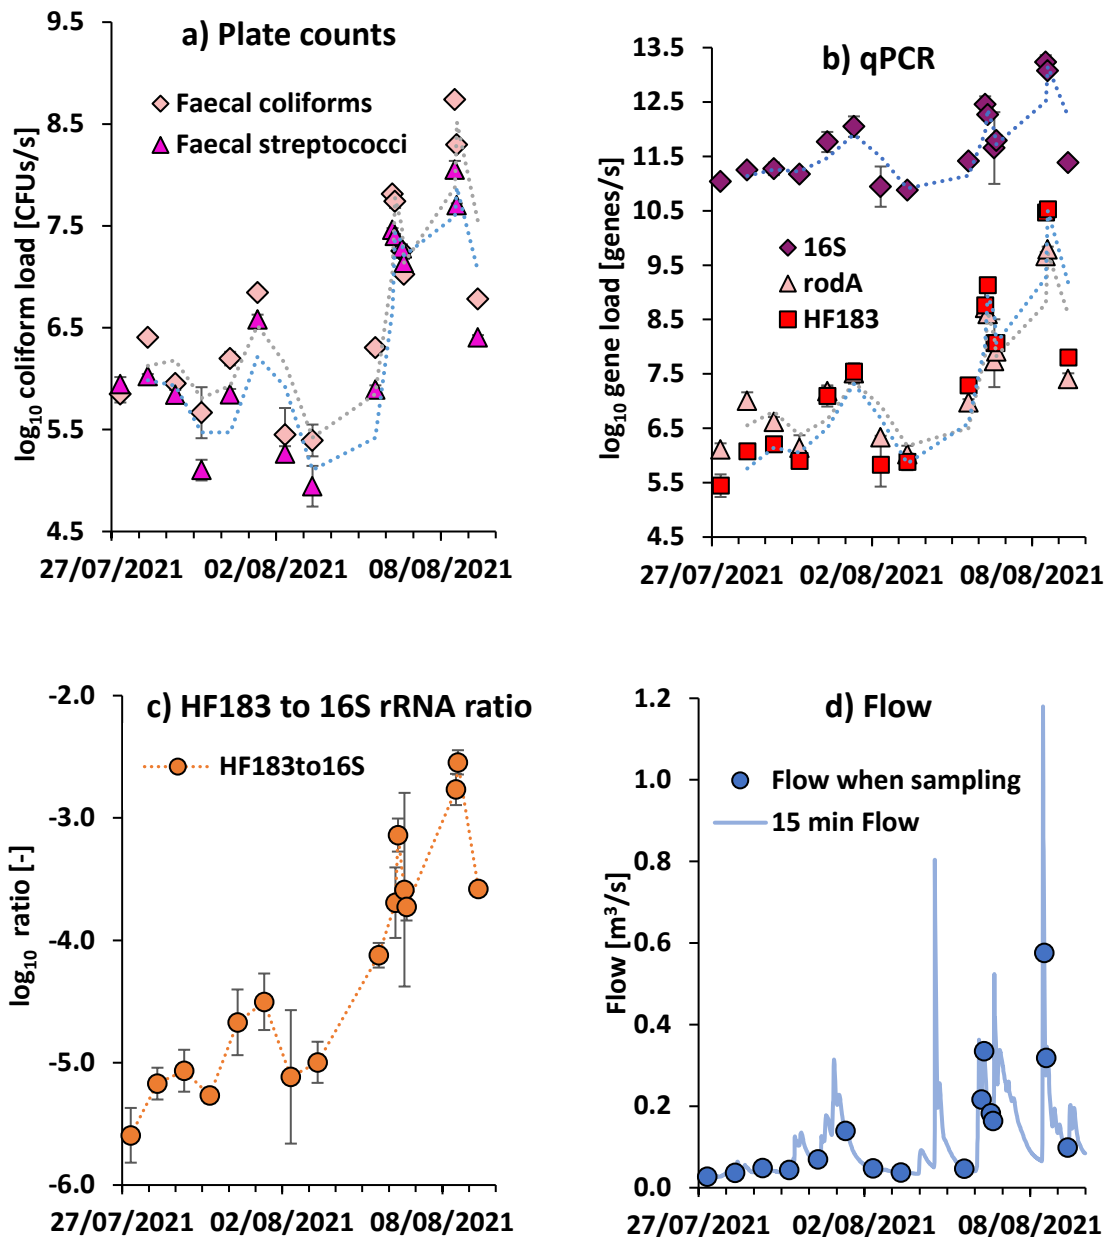 a) Plate counts
Faecal coliforms
Faecal streptococci
log10 coliform load [CFUs/s]
9.5
8.5
7.5
6.5
5.5
4.5
27/07/2021 02/08/2021 08/08/2021
b) qPCR
16S
rodA
HF183
log10 gene load [genes/s]
13.5
12.5
11.5
10.5
9.5
8.5
7.5
6.5
5.5
4.5
27/07/2021 02/08/2021 08/08/2021
c) HF183 to 16S rRNA ratio
HF183to16S
log10 ratio [-]
-2.0
-3.0
-4.0
-5.0
-6.0
27/07/2021 02/08/2021 08/08/2021
d) Flow
Flow when sampling
15 min Flow
Flow [m3/s]
1.2
1.0
0.8
0.6
0.4
0.2
0.0
27/07/2021 02/08/2021 08/08/2021